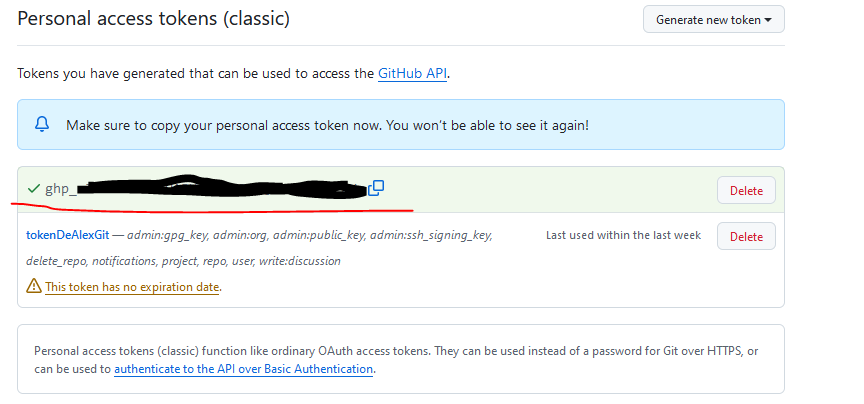 Personal access tokens (classic)
Generate new token
Tokens you have generated that can be used to access the GitHub API.
Make sure to copy your personal access token now. You won't be able to see it again!
ghp_
Delete
tokenDeAlexGit — admin:gpg_key, admin:org, admin:public_key, admin:ssh_signing_key,
Last used within the last week
Delete
delete_repo, notifications, project, repo, user, write:discussion
This token has no expiration date.
Personal access tokens (classic) function like ordinary OAuth access tokens. They can be used instead of a password for Git over HTTPS, or
can be used to authenticate to the API over Basic Authentication.